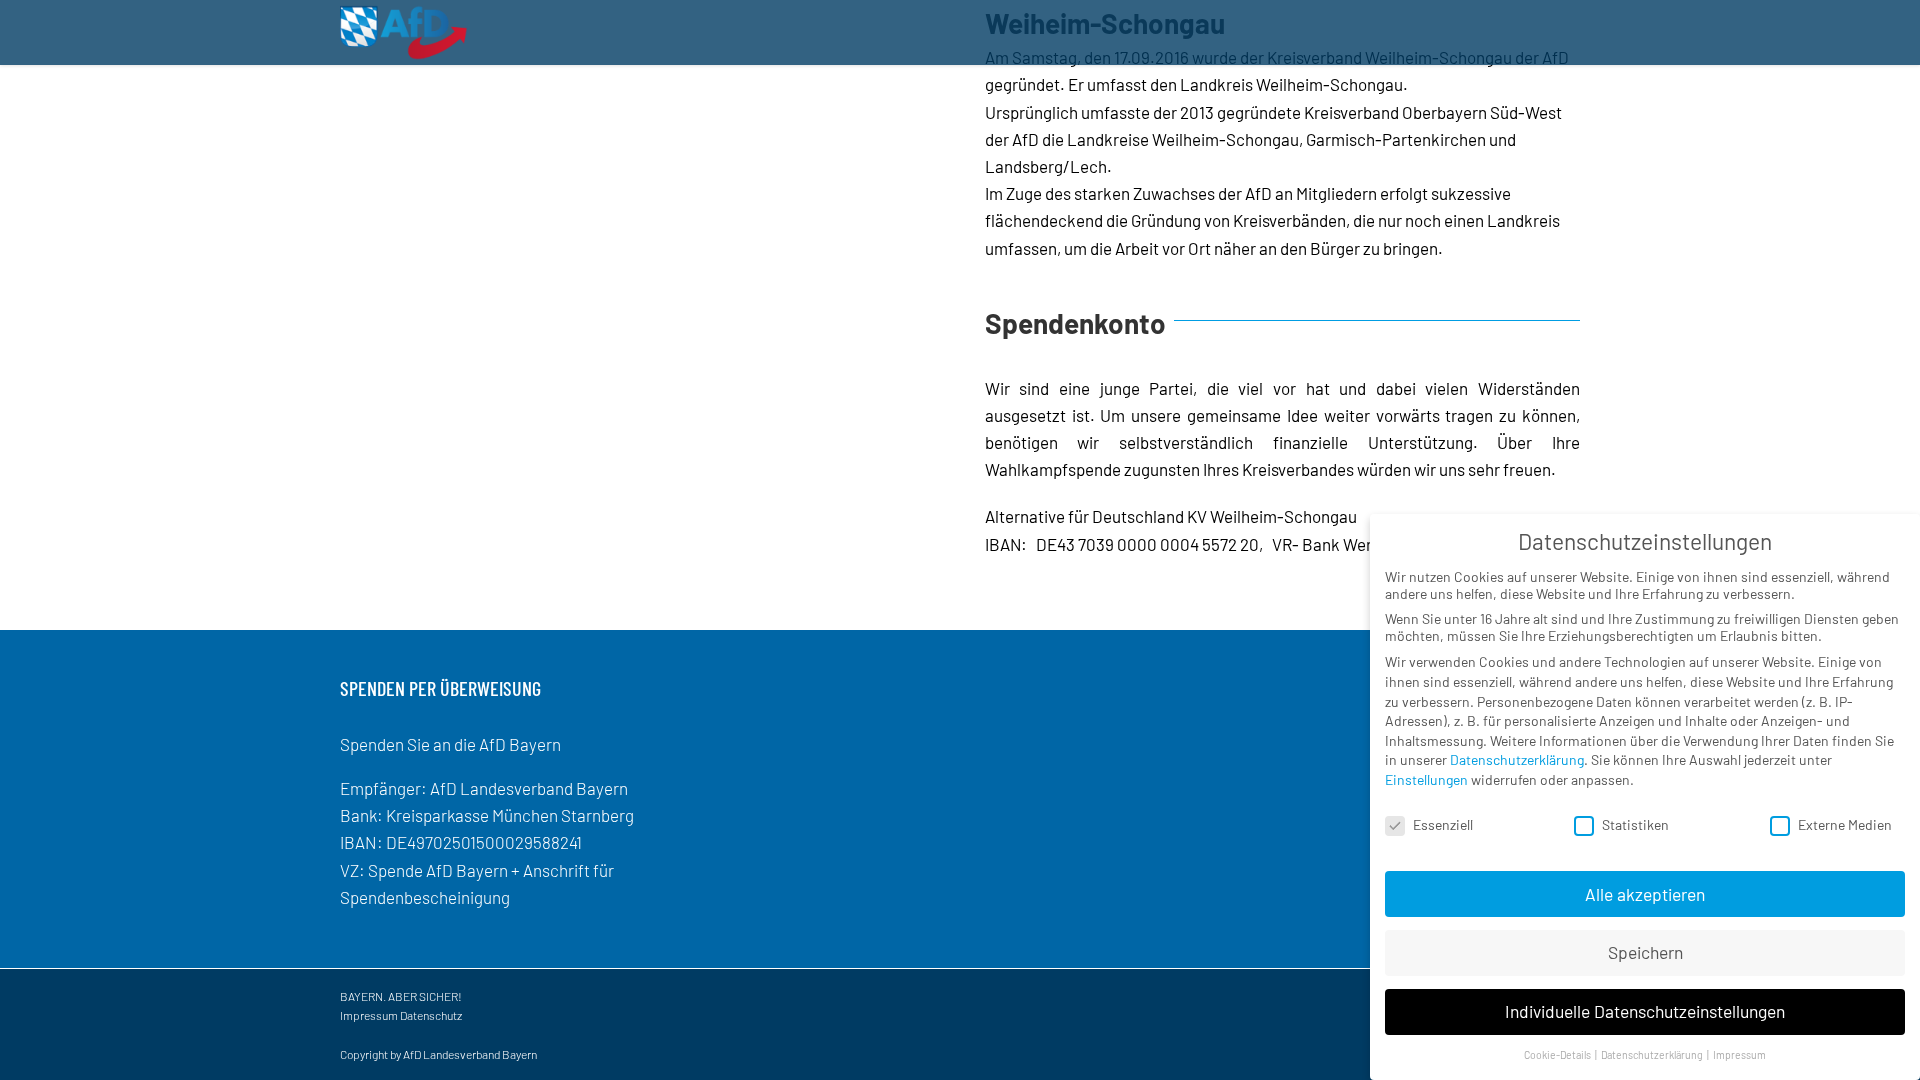 AfD
Weiheim-Schongau
Am Samstag, den 17.09.2016 wurde der Kreisverband Weilheim-Schongau der AfD
gegründet. Er umfasst den Landkreis Weilheim-Schongau.
Ursprünglich umfasste der 2013 gegründete Kreisverband Oberbayern Süd-West
der AfD die Landkreise Weilheim-Schongau, Garmisch-Partenkirchen und
Landsberg/Lech.
Im Zuge des starken Zuwachses der AfD an Mitgliedern erfolgt sukzessive
flächendeckend die Gründung von Kreisverbänden, die nur noch einen Landkreis
umfassen, um die Arbeit vor Ort näher an den Bürger zu bringen.
Spendenkonto
Wir sind eine junge Partei, die viel vor hat und dabei vielen Widerständen
ausgesetzt ist. Um unsere gemeinsame Idee weiter vorwärts tragen zu können,
benötigen wir selbstverständlich finanzielle Unterstützung. Über Ihre
Wahlkampfspende zugunsten Ihres Kreisverbandes würden wir uns sehr freuen.
Alternative für Deutschland KV Weilheim-Schongau
IBAN: DE43 7039 0000 0004 5572 20, VR- Bank
SPENDEN PER ÜBERWEISUNG
Spenden Sie an die AfD Bayern
Empfänger: AfD Landesverband Bayern
Bank: Kreisparkasse München Starnberg
IBAN: DE49702501500029588241
VZ: Spende AfD Bayern + Anschrift für
Spendenbescheinigung
BAYERN. ABER SICHER!
Impressum Datenschutz
Copyright by AfD Landesverband Bayern
Datenschutzeinstellungen
Wir nutzen Cookies auf unserer Website. Einige von ihnen sind essenziell, während
andere uns helfen, diese Website und Ihre Erfahrung zu verbessern.
Wenn Sie unter 16 Jahre alt sind und Ihre Zustimmung zu freiwilligen Diensten geben
möchten, müssen Sie Ihre Erziehungsberechtigten um Erlaubnis bitten.
Wir verwenden Cookies und andere Technologien auf unserer Website. Einige von
ihnen sind essenziell, während andere uns helfen, diese Website und Ihre Erfahrung
zu verbessern. Personenbezogene Daten können verarbeitet werden (z. B. IP-
Adressen), z. B. für personalisierte Anzeigen und Inhalte oder Anzeigen- und
Inhaltsmessung. Weitere Informationen über die Verwendung Ihrer Daten finden Sie
in unserer Datenschutzerklärung. Sie können Ihre Auswahl jederzeit unter
Einstellungen widerrufen oder anpassen.
Essenziell Statistiken Externe Medien
Alle akzeptieren
Speichern
Individuelle Datenschutzeinstellungen
Cookie-Details | Datenschutzerklärung | Impressum